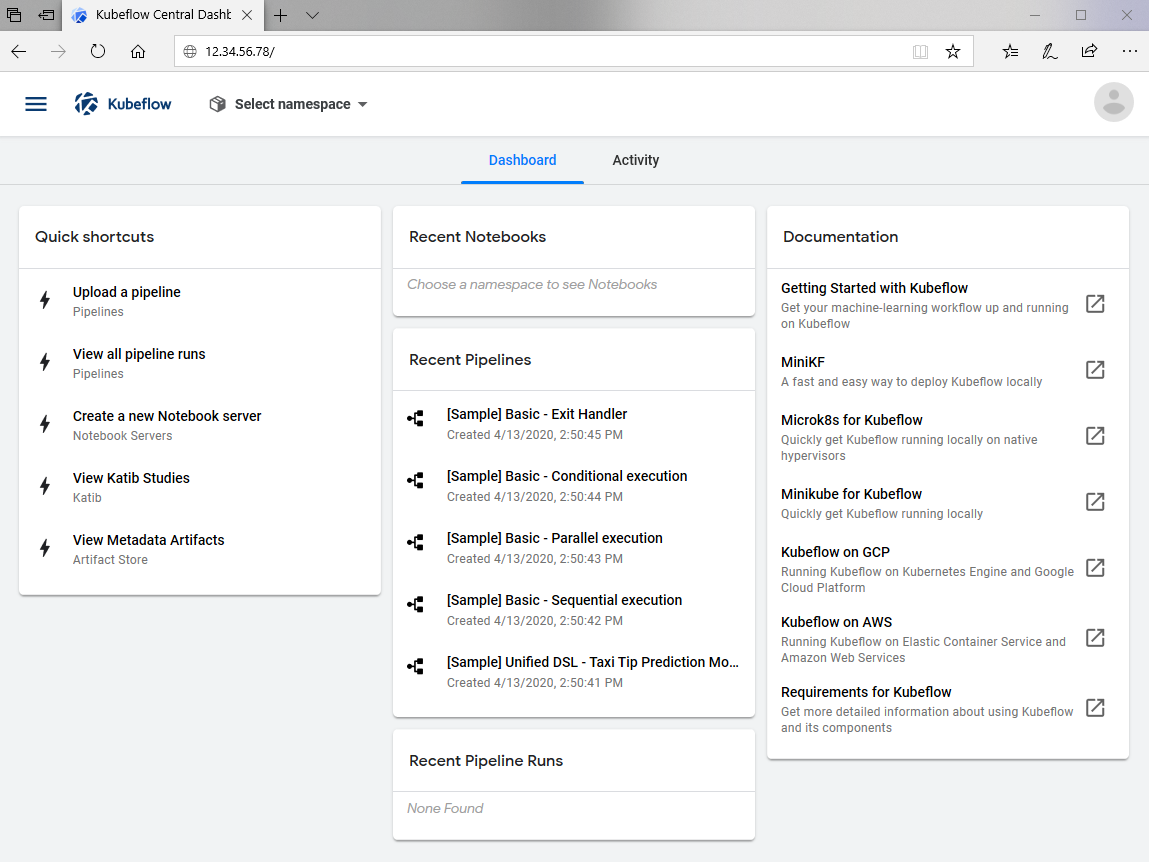 Kubeflow Central Dashb
12.34.56.78/
Kubeflow
Select namespace
Dashboard
Activity
Quick shortcuts
Upload a pipeline
Pipelines
View all pipeline runs
Pipelines
Create a new Notebook server
Notebook Servers
View Katib Studies
Katib
View Metadata Artifacts
Artifact Store
Recent Notebooks
Choose a namespace to see Notebooks
Recent Pipelines
[Sample] Basic - Exit Handler
Created 4/13/2020, 2:50:45 PM
[Sample] Basic - Conditional execution
Created 4/13/2020, 2:50:44 PM
[Sample] Basic - Parallel execution
Created 4/13/2020, 2:50:43 PM
[Sample] Basic - Sequential execution
Created 4/13/2020, 2:50:42 PM
[Sample] Unified DSL - Taxi Tip Prediction Mo...
Created 4/13/2020, 2:50:41 PM
Recent Pipeline Runs
None Found
Documentation
Getting Started with Kubeflow
Get your machine-learning workflow up and running
on Kubeflow
MiniKF
A fast and easy way to deploy Kubeflow locally
Microk8s for Kubeflow
Quickly get Kubeflow running locally on native
hypervisors
Minikube for Kubeflow
Quickly get Kubeflow running locally
Kubeflow on GCP
Running Kubeflow on Kubernetes Engine and Google
Cloud Platform
Kubeflow on AWS
Running Kubeflow on Elastic Container Service and
Amazon Web Services
Requirements for Kubeflow
Get more detailed information about using Kubeflow
and its components